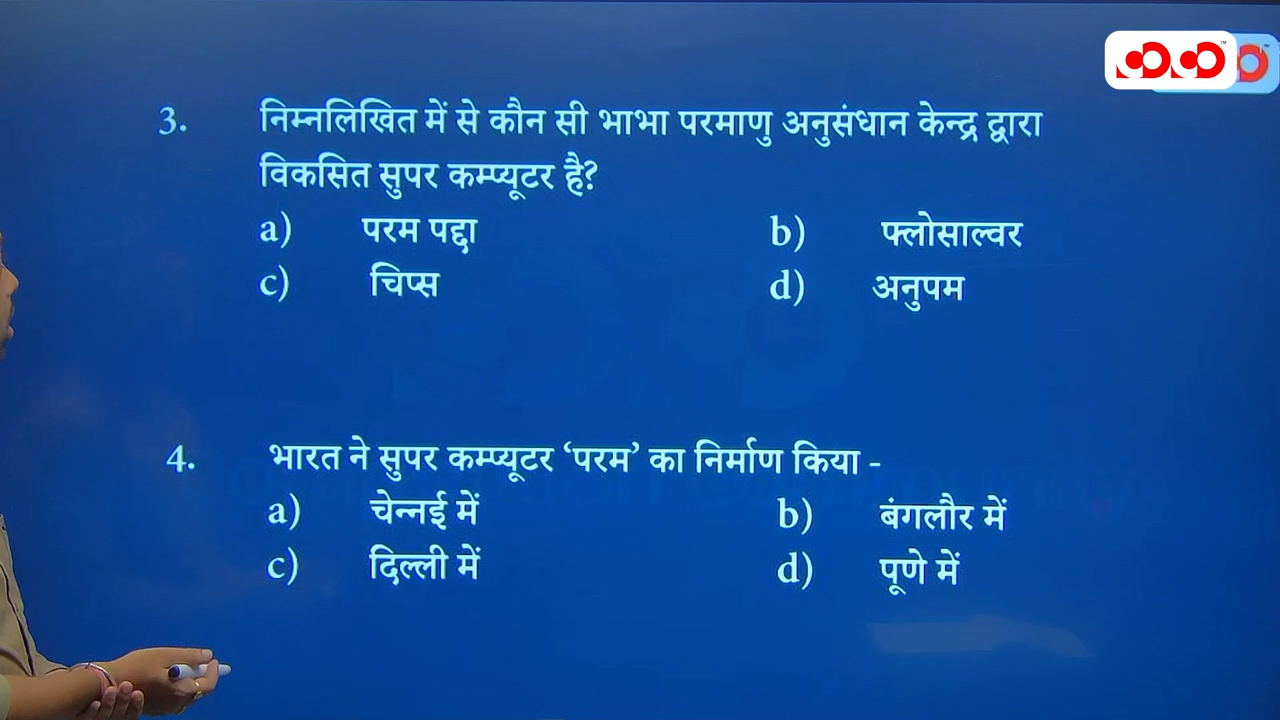 3. निम्नलिखित में से कौन सी भाभा परमाणु अनुसंधान केन्द्र द्वारा
विकसित सुपर कम्प्यूटर है?
a) परम पद्दा b) फ्लोसाल्वर
c) चिप्स d) अनुपम
4. भारत ने सुपर कम्प्यूटर ‘परम’ का निर्माण किया -
a) चेन्नई में b) बंगलौर में
c) दिल्ली में d) पूणे में